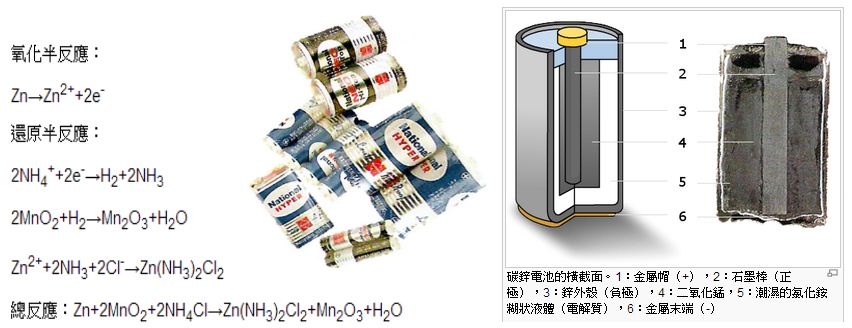 氧化半反應：
Zn→Zn²⁺+2e⁻
還原半反應：
2NH₄⁺+2e⁻→H₂+2NH₃
2MnO₂+H₂→Mn₂O₃+H₂O
Zn²⁺+2NH₃+2Cl⁻→Zn(NH₃)₂Cl₂
總反應：Zn+2MnO₂+2NH₄Cl→Zn(NH₃)₂Cl₂+Mn₂O₃+H₂O
National
HYPER
National
HYPER
1
2
3
4
5
6
碳鋅電池的橫截面。1：金屬帽（+），2：石墨棒（正
極），3：鋅外殼（負極），4：二氧化錳，5：潮濕的氯化銨
糊狀液體（電解質），6：金屬末端（-）